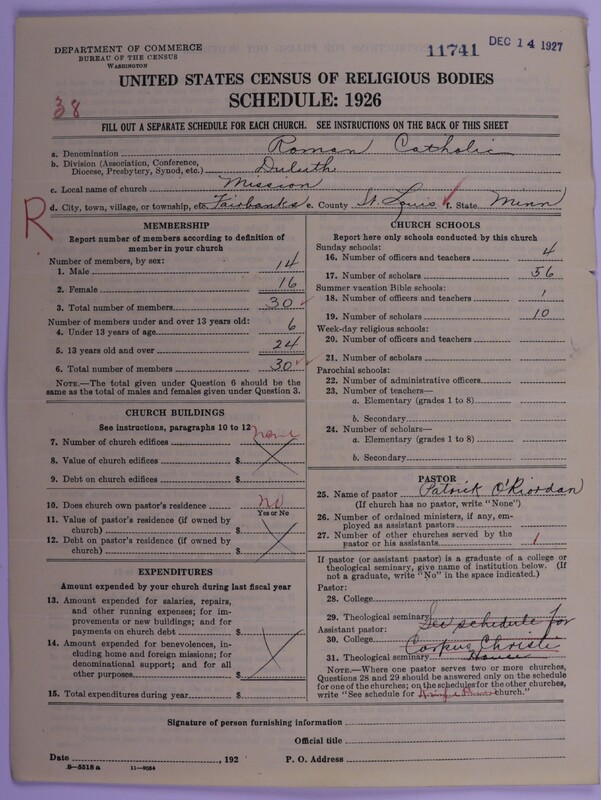 DEPARTMENT OF COMMERCE
BUREAU OF THE CENSUS
WASHINGTON
11741 DEC 14 1927
UNITED STATES CENSUS OF RELIGIOUS BODIES
SCHEDULE: 1926
38
FILL OUT A SEPARATE SCHEDULE FOR EACH CHURCH. SEE INSTRUCTIONS ON THE BACK OF THIS SHEET
a. Denomination Roman Catholic
b. Division (Association, Conference, Diocese, Presbytery, Synod, etc.) Duluth
c. Local name of church Mission
d. City, town, village, or township, etc. Fairbanks e. County St. Louis f. State Minn
R
MEMBERSHIP
Report number of members according to definition of
member in your church
Number of members, by sex:
1. Male 14
2. Female 16
3. Total number of members 30
Number of members under and over 13 years old:
4. Under 13 years of age 6
5. 13 years old and over 24
6. Total number of members 30
NOTE.—The total given under Question 6 should be
the same as the total of males and females given under Question 3.
CHURCH BUILDINGS
See instructions, paragraphs 10 to 12
7. Number of church edifices none
8. Value of church edifices $
9. Debt on church edifices $
10. Does church own pastor's residence no
Yes or No
11. Value of pastor's residence (if owned by
church) $
12. Debt on pastor's residence (if owned by
church) $
EXPENDITURES
Amount expended by your church during last fiscal year
13. Amount expended for salaries, repairs,
and other running expenses; for im-
provements or new buildings; and for
payments on church debt $
14. Amount expended for benevolences, in-
cluding home and foreign missions; for
denominational support; and for all
other purposes $
15. Total expenditures during year $
CHURCH SCHOOLS
Report here only schools conducted by this church
Sunday schools:
16. Number of officers and teachers 4
17. Number of scholars 56
Summer vacation Bible schools:
18. Number of officers and teachers 1
19. Number of scholars 10
Week-day religious schools:
20. Number of officers and teachers
21. Number of scholars
Parochial schools:
22. Number of administrative officers
23. Number of teachers—
a. Elementary (grades 1 to 8)
b. Secondary
24. Number of scholars—
a. Elementary (grades 1 to 8)
b. Secondary
PASTOR
25. Name of pastor Patrick O'Riordan
(If church has no pastor, write "None")
26. Number of ordained ministers, if any, em-
ployed as assistant pastors
27. Number of other churches served by the
pastor or his assistants 1
If pastor (or assistant pastor) is a graduate of a college or
theological seminary, give name of institution below. (If
not a graduate, write "No" in the space indicated.)
Pastor:
28. College
29. Theological seminary See schedule for
Assistant pastor:
30. College Corpus Christi
31. Theological seminary House
NOTE.—Where one pastor serves two or more churches,
Questions 28 and 29 should be answered only on the schedule
for one of the churches; on the schedules for the other churches,
write "See schedule for church."
Signature of person furnishing information
Official title
Date , 192 P. O. Address
8—5518 a 11—9054